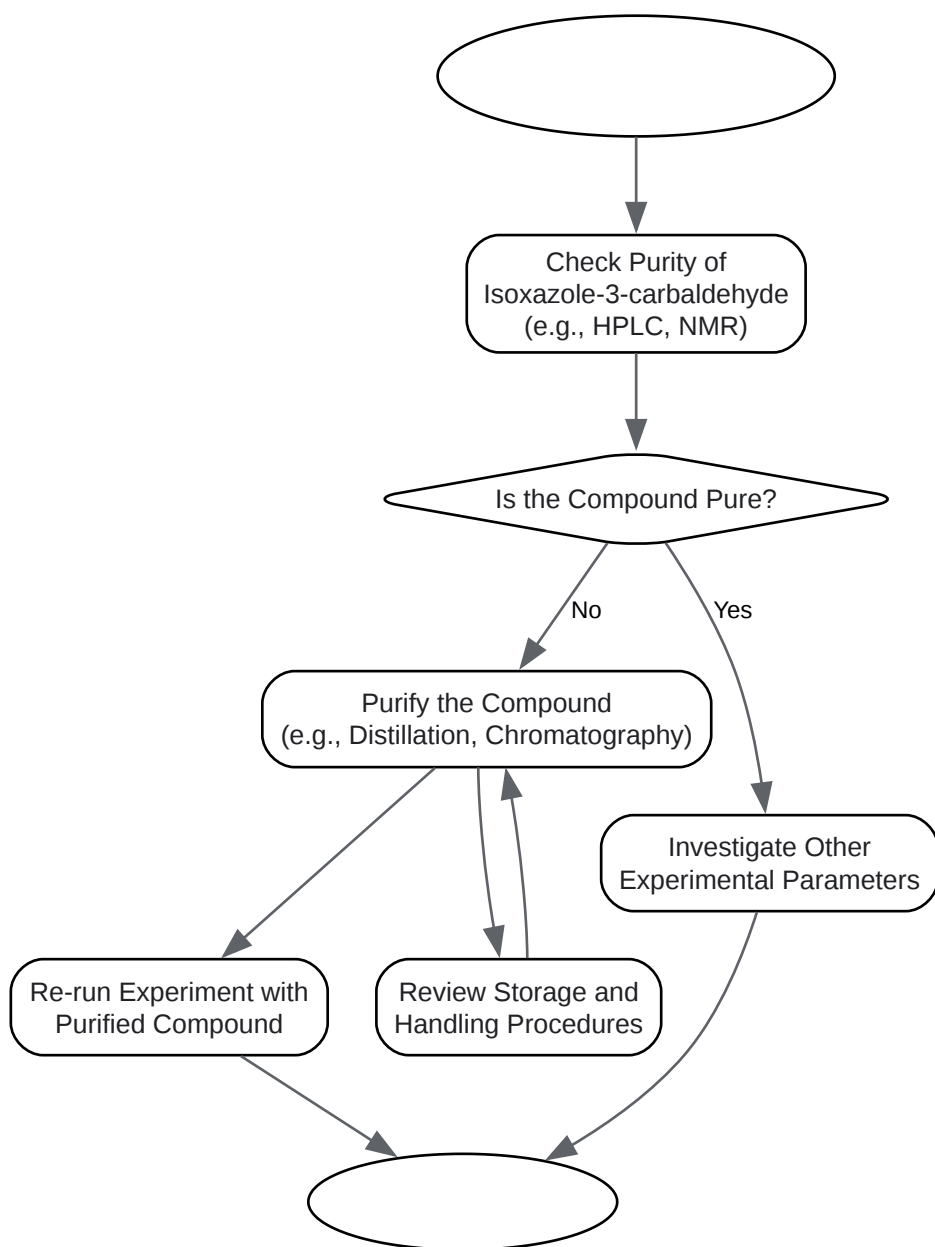 Check Purity of
Isoxazole-3-carbaldehyde
(e.g., HPLC, NMR)
Is the Compound Pure?
No
Yes
Purify the Compound
(e.g., Distillation, Chromatography)
Investigate Other
Experimental Parameters
Re-run Experiment with
Purified Compound
Review Storage and
Handling Procedures